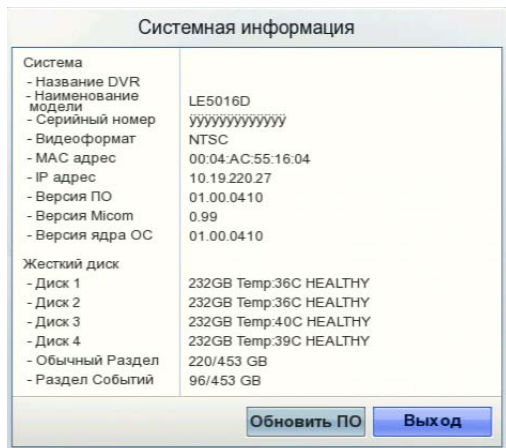 Системная информация
Система
- Название DVR
- Наименование модели LE5016D
- Серийный номер ÿÿÿÿÿÿÿÿÿÿÿÿÿ
- Видеоформат NTSC
- MAC адрес 00:04:AC:55:16:04
- IP адрес 10.19.220.27
- Версия ПО 01.00.0410
- Версия Micom 0.99
- Версия ядра ОС 01.00.0410
Жесткий диск
- Диск 1 232GB Temp:36C HEALTHY
- Диск 2 232GB Temp:36C HEALTHY
- Диск 3 232GB Temp:40C HEALTHY
- Диск 4 232GB Temp:39C HEALTHY
- Обычный Раздел 220/453 GB
- Раздел Событий 96/453 GB
Обновить ПО Выход